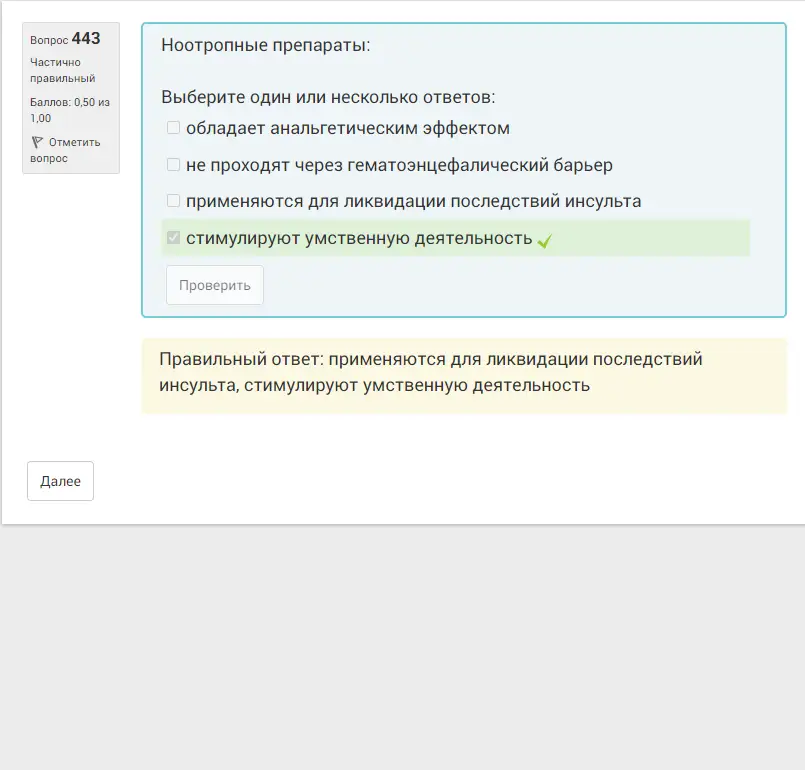 Вопрос 443
Частично
правильный
Баллов: 0,50 из
1,00
Отметить
вопрос
Ноотропные препараты:
Выберите один или несколько ответов:
обладает анальгетическим эффектом
не проходят через гематоэнцефалический барьер
применяются для ликвидации последствий инсульта
стимулируют умственную деятельность
Проверить
Правильный ответ: применяются для ликвидации последствий
инсульта, стимулируют умственную деятельность
Далее